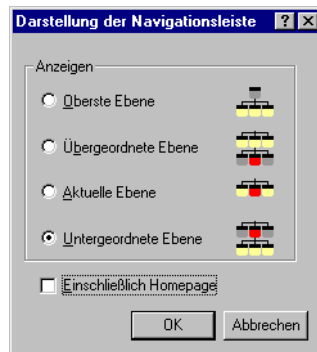 Darstellung der Navigationsleiste
Anzeigen
Oberste Ebene
Übergeordnete Ebene
Aktuelle Ebene
Untergeordnete Ebene
Einschließlich Homepage
OK Abbrechen